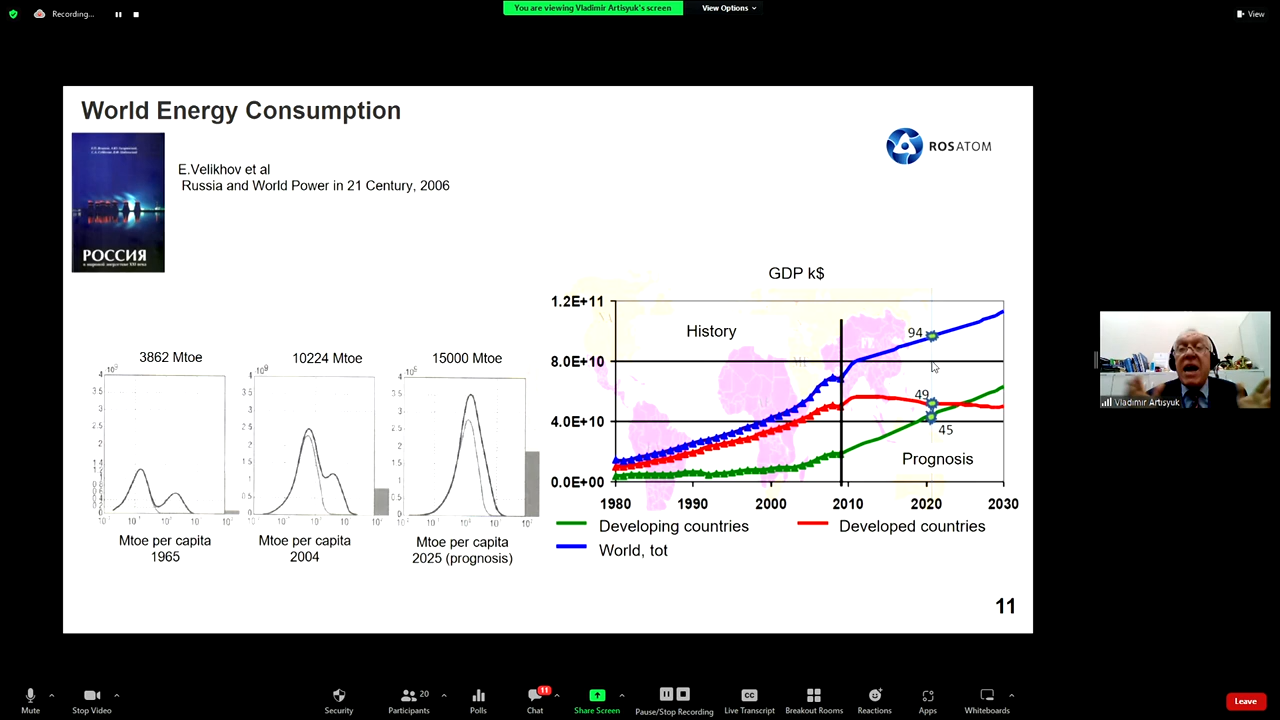 Recording...
You are viewing Vladimir Artisyuk's screen
View Options
View
World Energy Consumption
ROSATOM
E.Velikhov et al
Russia and World Power in 21 Century, 2006
РОССИЯ
GDP k$
1.2E+11
8.0E+10
4.0E+10
0.0E+00
History
94
49
45
Prognosis
1980 1990 2000 2010 2020 2030
Developing countries
Developed countries
World, tot
3862 Mtoe
10224 Mtoe
15000 Mtoe
Mtoe per capita
1965
Mtoe per capita
2004
Mtoe per capita
2025 (prognosis)
11
Vladimir Artisyuk
Mute
Stop Video
Security
20
Participants
Polls
11
Chat
Share Screen
Pause/Stop Recording
CC
Live Transcript
Breakout Rooms
Reactions
Apps
Whiteboards
Leave